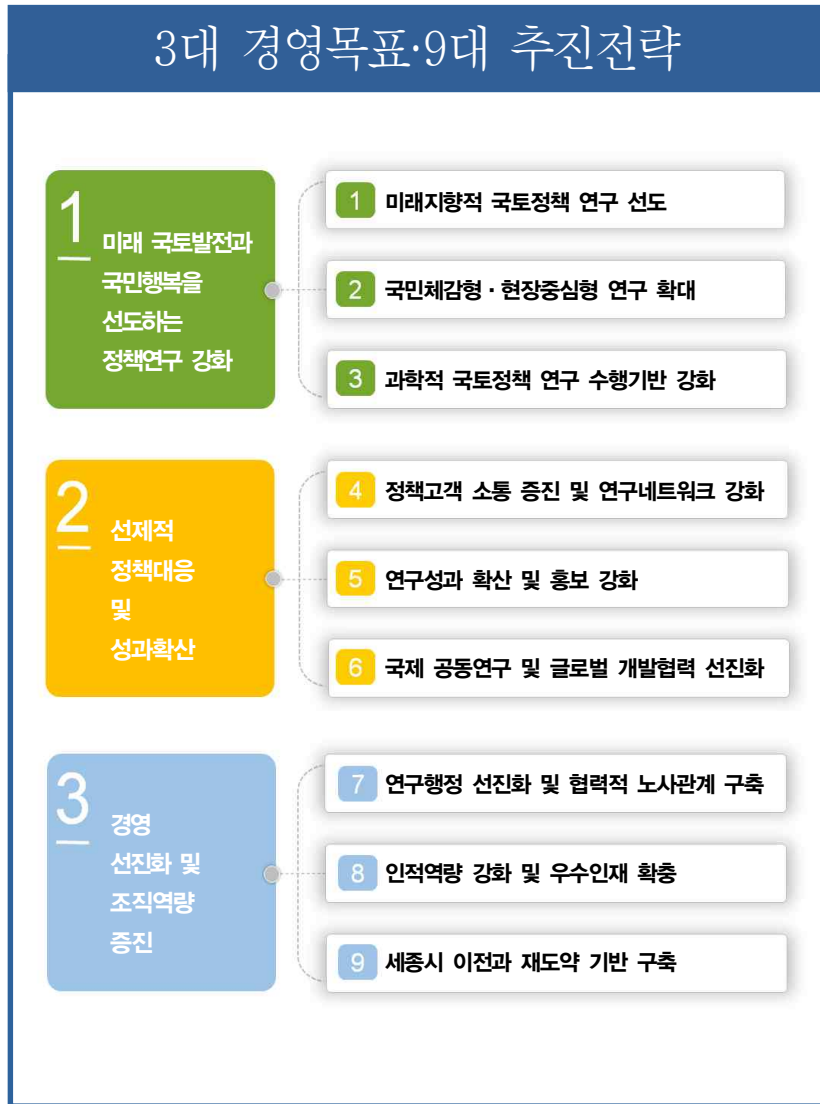 3대 경영목표·9대 추진전략
1
미래 국토발전과
국민행복을
선도하는
정책연구 강화
1 미래지향적 국토정책 연구 선도
2 국민체감형·현장중심형 연구 확대
3 과학적 국토정책 연구 수행기반 강화
2
선제적
정책대응
및
성과확산
4 정책고객 소통 증진 및 연구네트워크 강화
5 연구성과 확산 및 홍보 강화
6 국제 공동연구 및 글로벌 개발협력 선진화
3
경영
선진화 및
조직역량
증진
7 연구행정 선진화 및 협력적 노사관계 구축
8 인적역량 강화 및 우수인재 확충
9 세종시 이전과 재도약 기반 구축